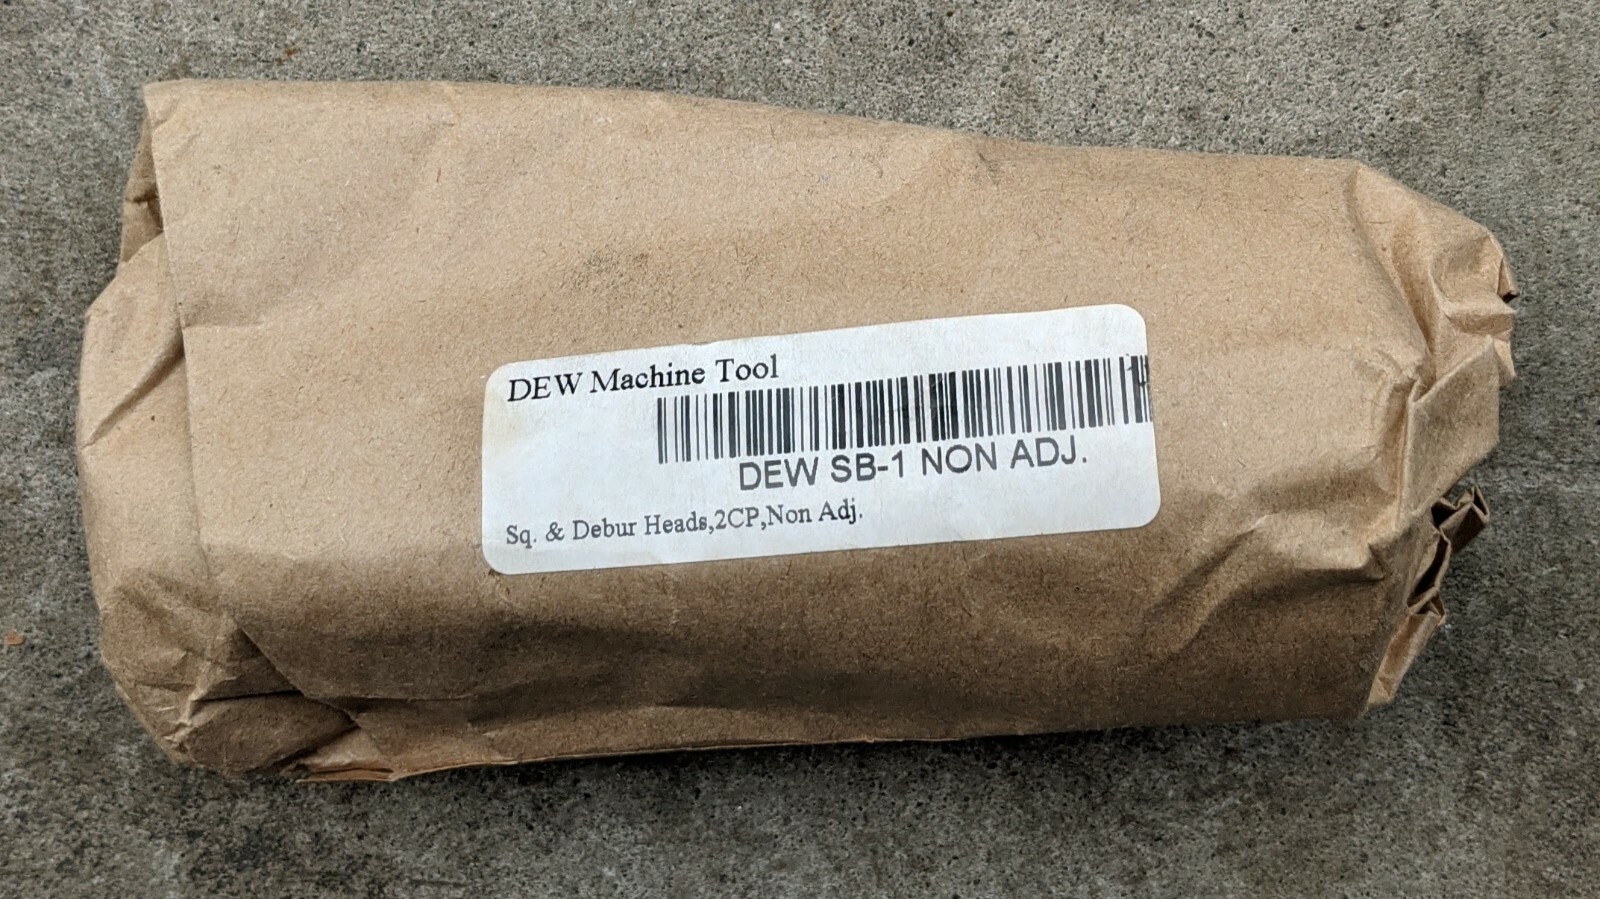 DEW Machine Tool
DEW SB-1 NON ADJ.
Sq. & Debur Heads,2CP,Non Adj.